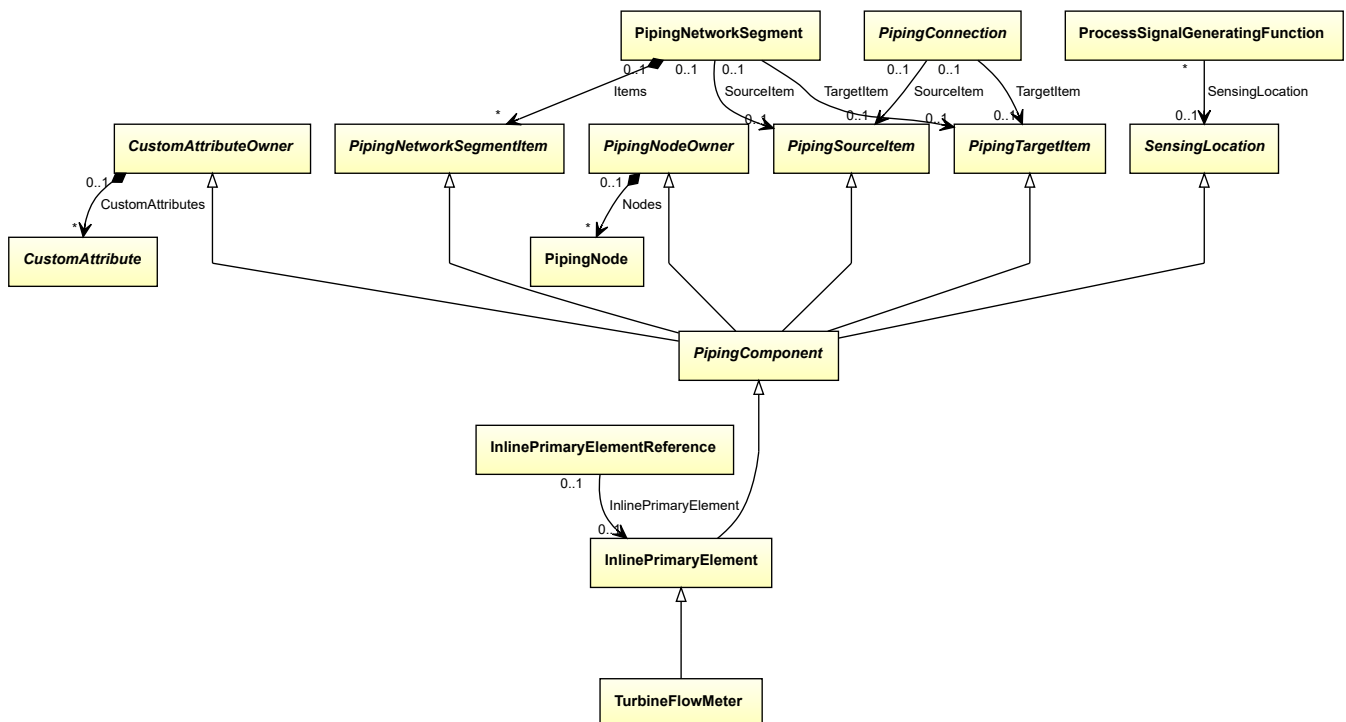 PipingNetworkSegment
PipingConnection
ProcessSignalGeneratingFunction
0..1
0..1
0..1
0..1
0..1
*
Items
SourceItem
TargetItem
SourceItem
TargetItem
SensingLocation
*
0..1
0..1
0..1
0..1
0..1
CustomAttributeOwner
PipingNetworkSegmentItem
PipingNodeOwner
PipingSourceItem
PipingTargetItem
SensingLocation
0..1
CustomAttributes
*
0..1
Nodes
*
CustomAttribute
PipingNode
PipingComponent
InlinePrimaryElementReference
0..1
InlinePrimaryElement
0..1
InlinePrimaryElement
TurbineFlowMeter